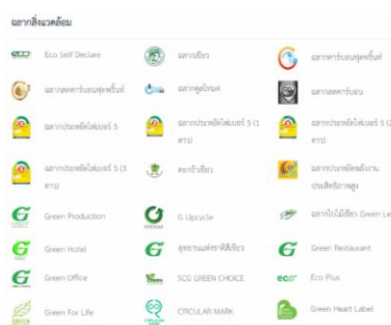 ฉลากสิ่งแวดล้อม
Eco Self Declare
ฉลากเขียว
ฉลากคาร์บอนฟุตพริ้นท์
ฉลากลดคาร์บอนฟุตพริ้นท์
ฉลากคูลโหมด
ฉลากลดคาร์บอน
ฉลากประหยัดไฟเบอร์ 5
ฉลากประหยัดไฟเบอร์ 5 (1
ดาว)
ฉลากประหยัดไฟเบอร์ 5 (2
ดาว)
ฉลากประหยัดไฟเบอร์ 5 (3
ดาว)
ตะกร้าเขียว
ฉลากประหยัดพลังงาน
ประสิทธิภาพสูง
Green Production
G Upcycle
ฉลากใบไม้เขียว Green Le
Green Hotel
อุทยานแห่งชาติสีเขียว
Green Restaurant
Green Office
SCG GREEN CHOICE
Eco Plus
Green For Life
CIRCULAR MARK
Green Heart Label